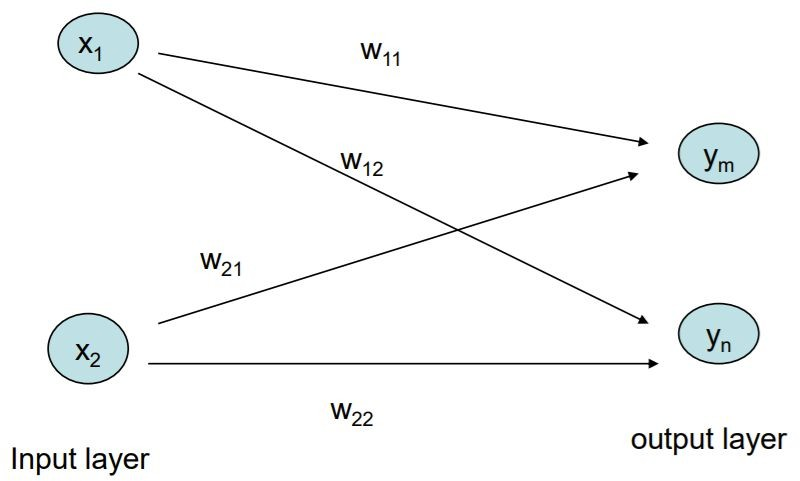 x1
w11
w12
ym
w21
x2
yn
w22
output layer
Input layer